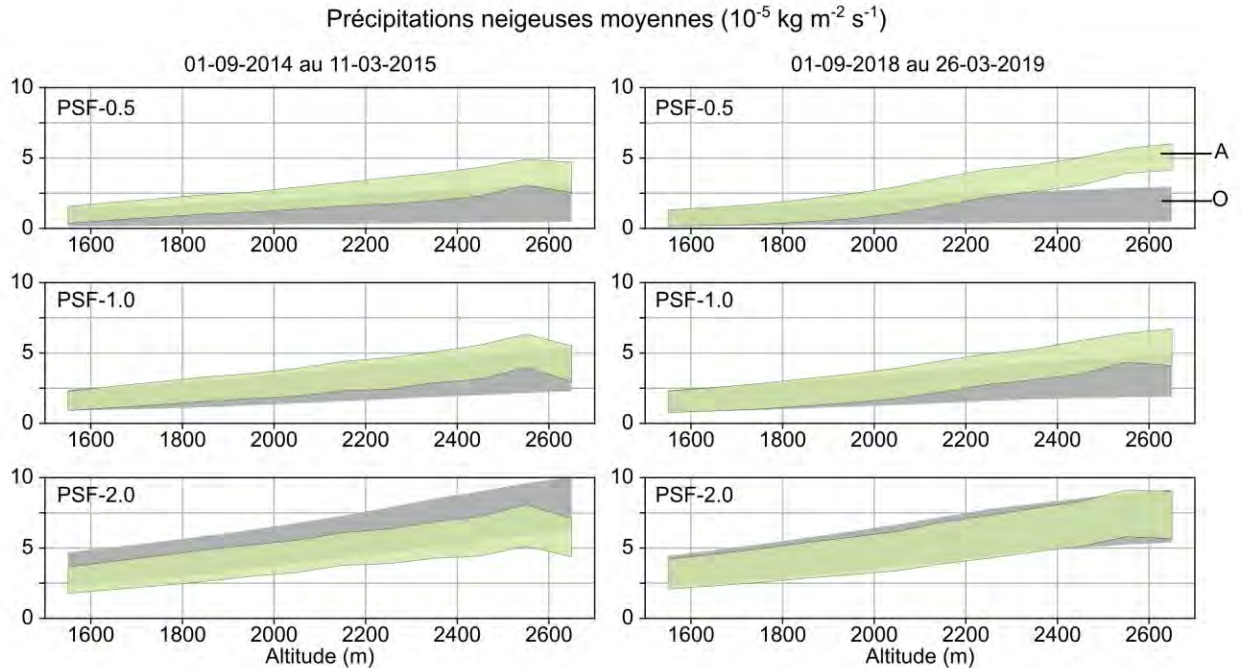 Précipitations neigeuses moyennes (10⁻⁵ kg m⁻² s⁻¹)
01-09-2014 au 11-03-2015
01-09-2018 au 26-03-2019
10
PSF-0.5
5
0
1600 1800 2000 2200 2400 2600
10
PSF-0.5
A
5
O
0
1600 1800 2000 2200 2400 2600
10
PSF-1.0
5
0
1600 1800 2000 2200 2400 2600
10
PSF-1.0
5
0
1600 1800 2000 2200 2400 2600
10
PSF-2.0
5
0
1600 1800 2000 2200 2400 2600
Altitude (m)
10
PSF-2.0
5
0
1600 1800 2000 2200 2400 2600
Altitude (m)